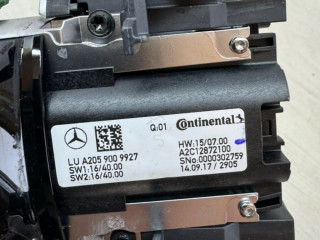 Q:01 Continental
HW:15/07.00
LU A205 900 9927 A2C12872100
SW1:16/40.00 SNo.0000302759
SW2:16/40.00 14.09.17 / 2905